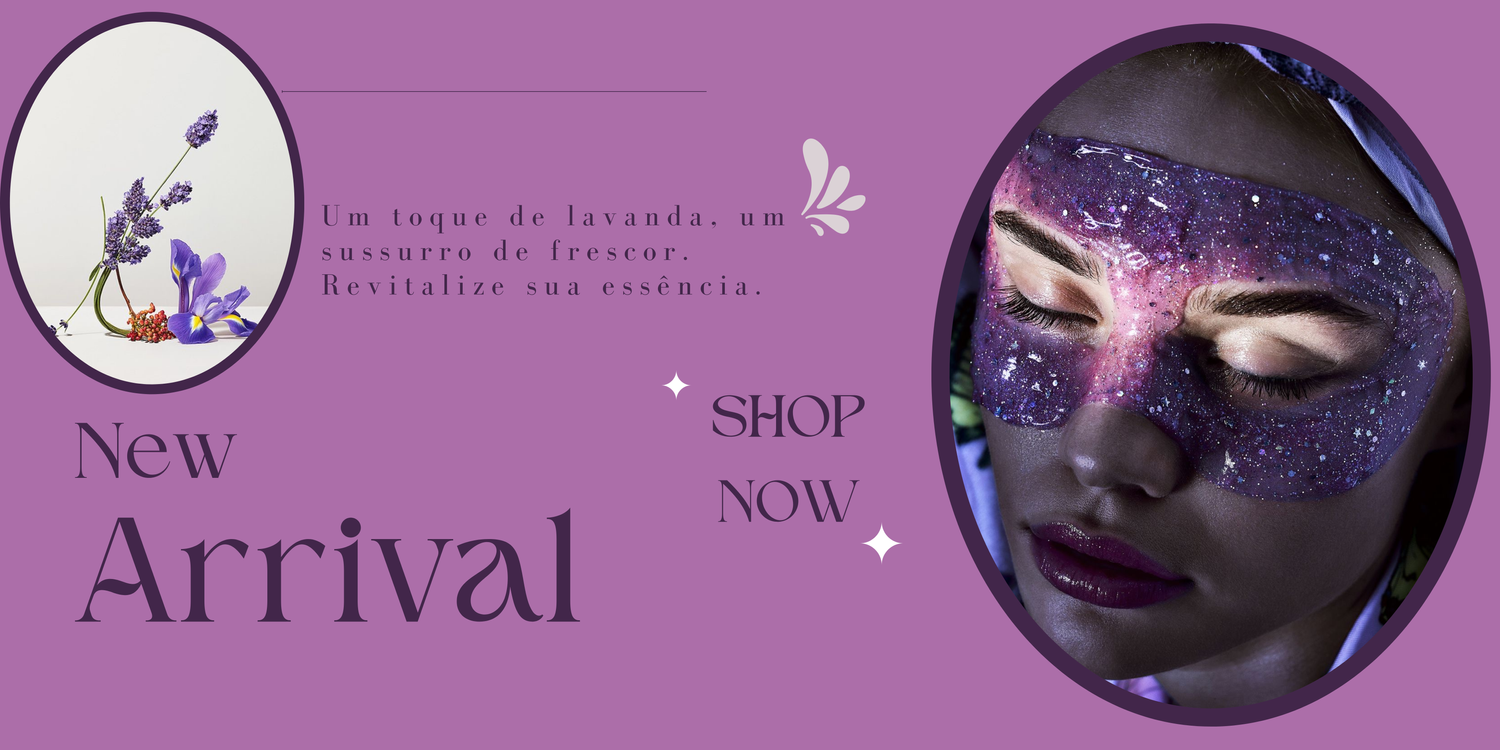 Um toque de lavanda, um
sussurro de frescor.
Revitalize sua essência.
New
Arrival
SHOP
NOW